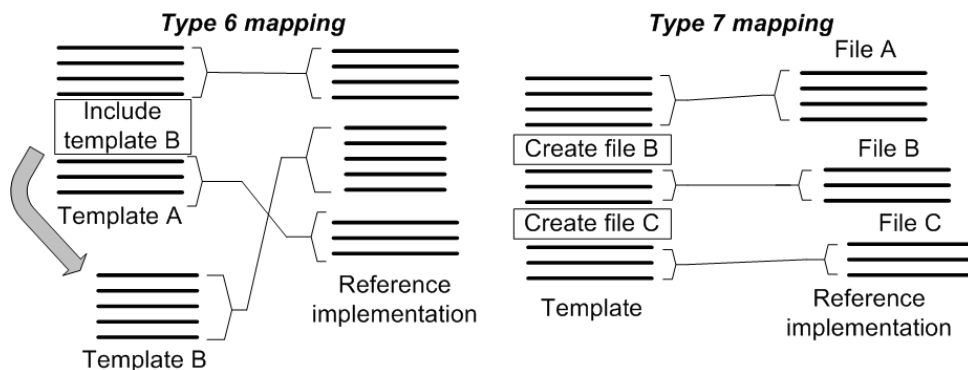 Type 6 mapping
Include
template B
Template A
Template B
Reference
implementation
Type 7 mapping
File A
Create file B
File B
Create file C
File C
Template
Reference
implementation